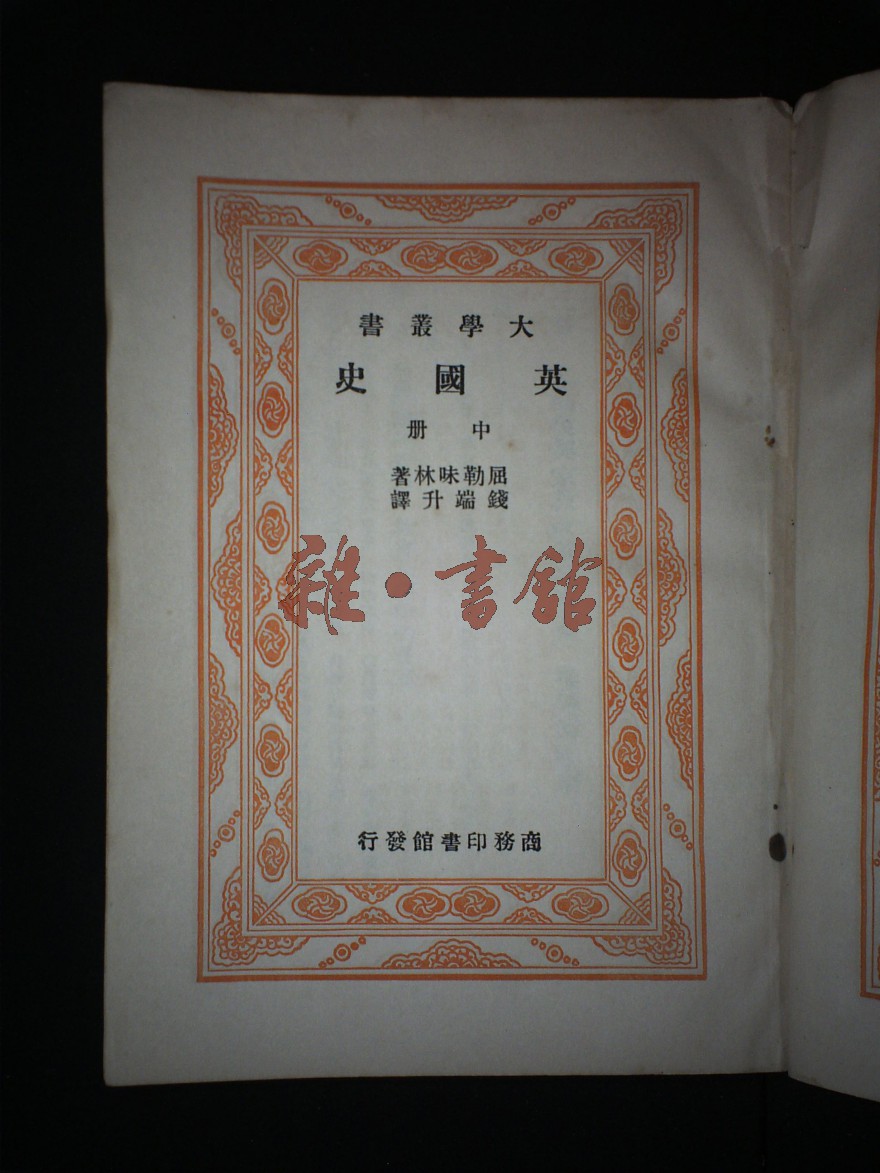 大學叢書
英國史
中册
屈勒味林著
錢端升譯
雜·書館
商務印書館發行